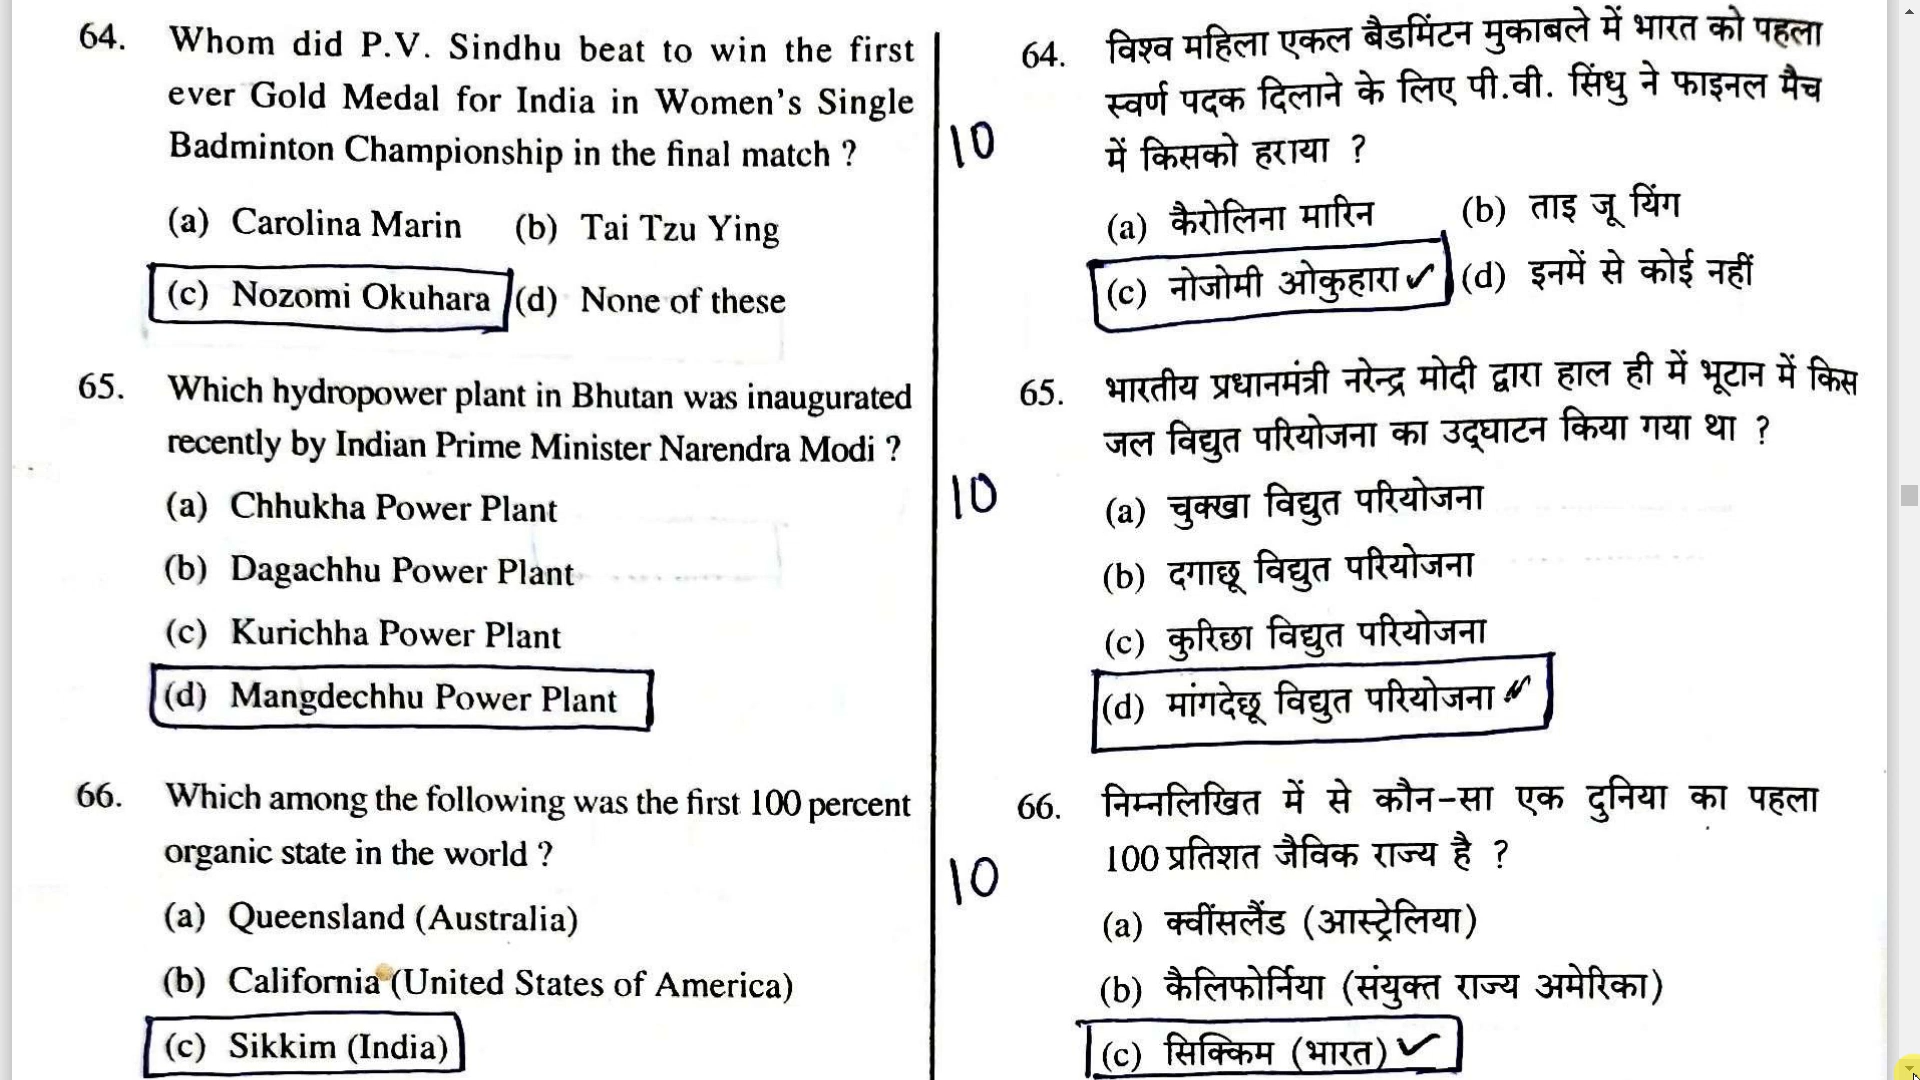 64. Whom did P.V. Sindhu beat to win the first
ever Gold Medal for India in Women's Single
Badminton Championship in the final match ?
(a) Carolina Marin (b) Tai Tzu Ying
(c) Nozomi Okuhara (d) None of these
65. Which hydropower plant in Bhutan was inaugurated
recently by Indian Prime Minister Narendra Modi ?
(a) Chhukha Power Plant
(b) Dagachhu Power Plant
(c) Kurichha Power Plant
(d) Mangdechhu Power Plant
66. Which among the following was the first 100 percent
organic state in the world ?
(a) Queensland (Australia)
(b) California (United States of America)
(c) Sikkim (India)
10
10
10
64. विश्व महिला एकल बैडमिंटन मुकाबले में भारत को पहला
स्वर्ण पदक दिलाने के लिए पी.वी. सिंधु ने फाइनल मैच
में किसको हराया ?
(a) कैरोलिना मारिन (b) ताइ जू यिंग
(c) नोजोमी ओकुहारा ✓ (d) इनमें से कोई नहीं
65. भारतीय प्रधानमंत्री नरेन्द्र मोदी द्वारा हाल ही में भूटान में किस
जल विद्युत परियोजना का उद्घाटन किया गया था ?
(a) चुक्खा विद्युत परियोजना
(b) दगाछू विद्युत परियोजना
(c) कुरिछा विद्युत परियोजना
(d) मांगदेछू विद्युत परियोजना ✓
66. निम्नलिखित में से कौन-सा एक दुनिया का पहला
100 प्रतिशत जैविक राज्य है ?
(a) क्वींसलैंड (आस्ट्रेलिया)
(b) कैलिफोर्निया (संयुक्त राज्य अमेरिका)
(c) सिक्किम (भारत) ✓